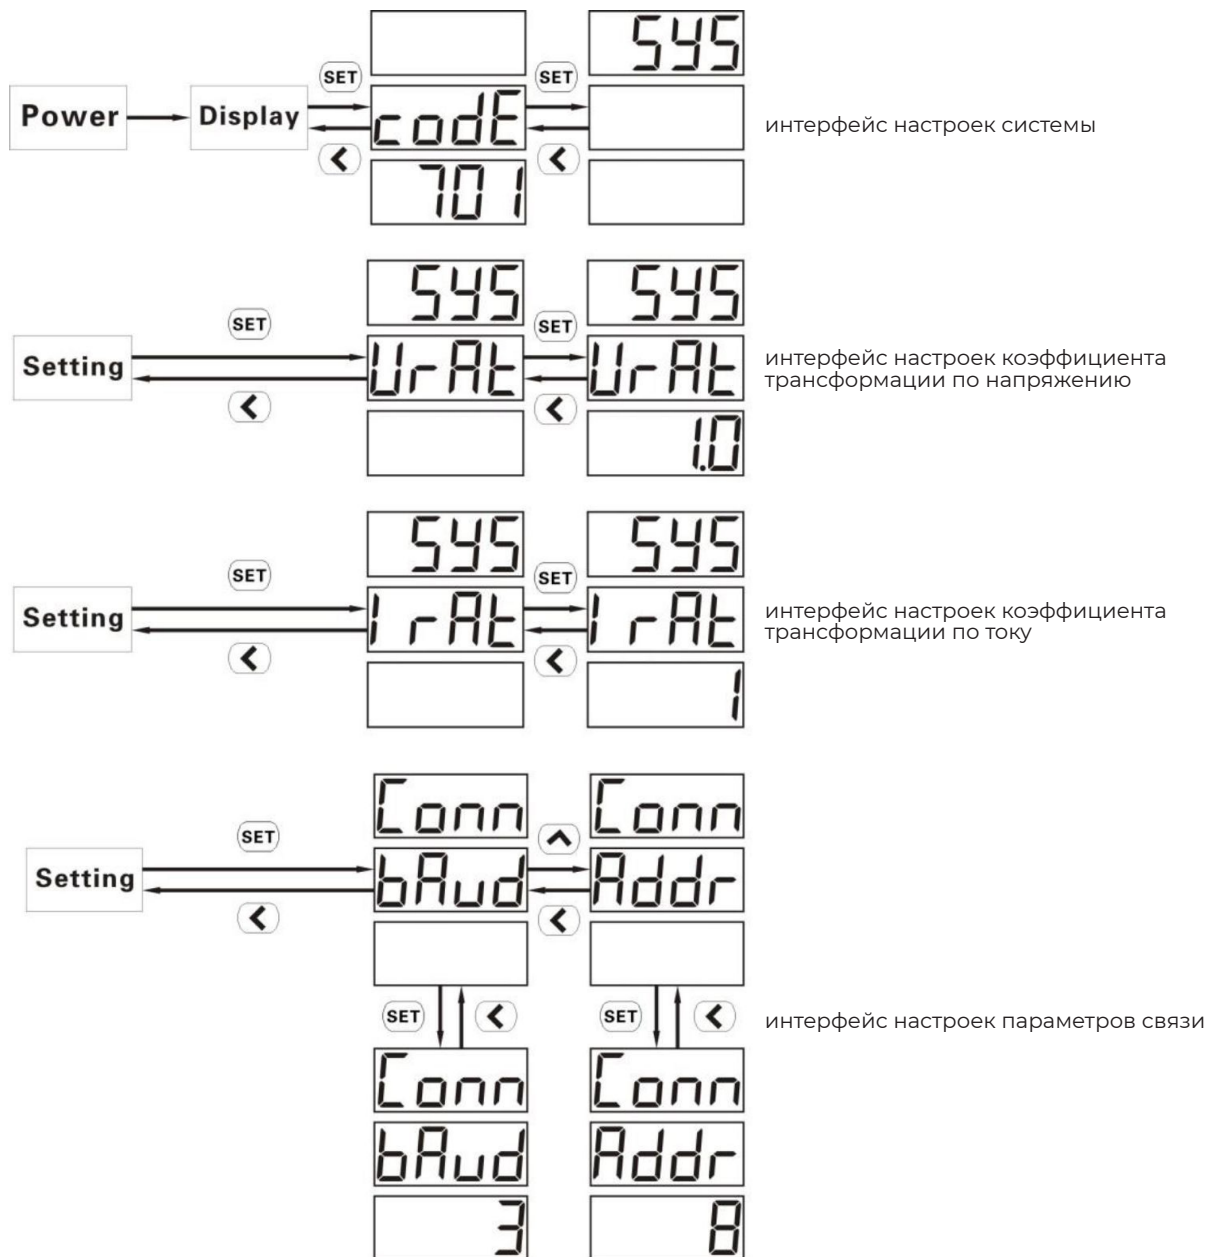 SYS
SET
SET
Power
Display
codE
интерфейс настроек системы
701
SYS
SYS
SET
SET
Setting
UrAt
UrAt
интерфейс настроек коэффициента
трансформации по напряжению
1.0
SYS
SYS
SET
SET
Setting
IrAt
IrAt
интерфейс настроек коэффициента
трансформации по току
1
Conn
Conn
SET
Setting
bAud
Addr
SET
SET
интерфейс настроек параметров связи
Conn
Conn
bAud
Addr
3
8